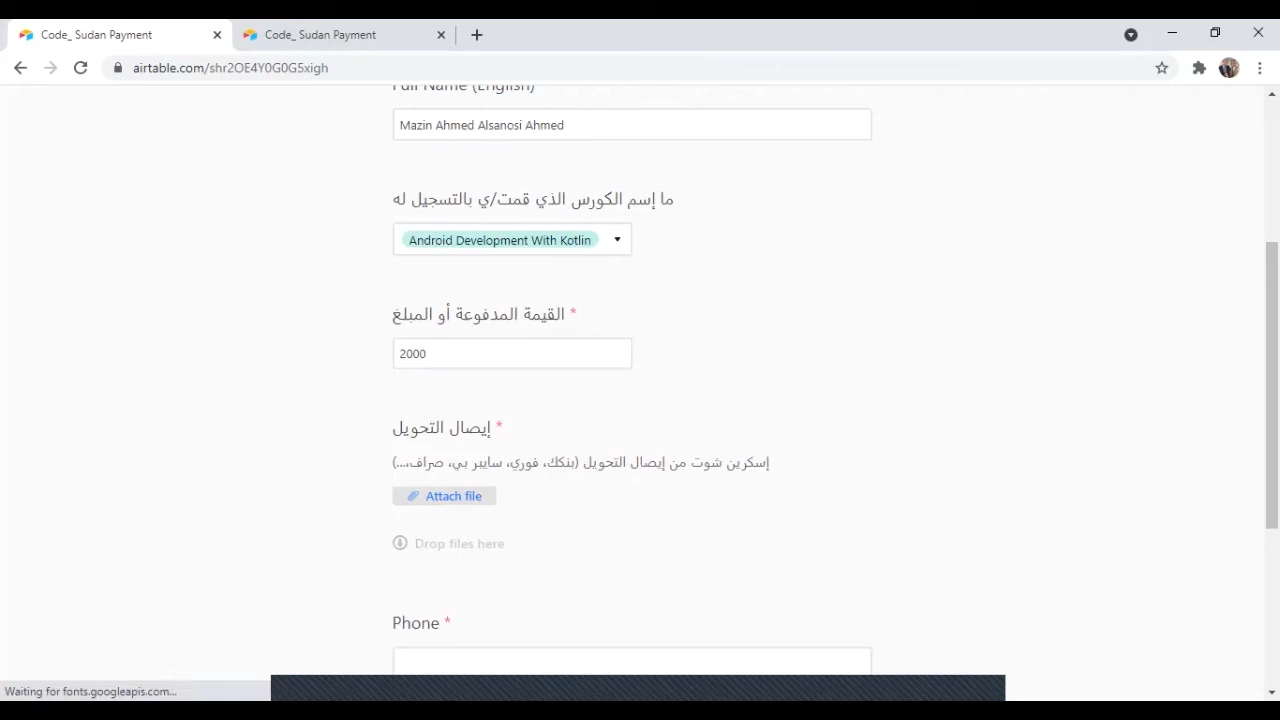 Code_ Sudan Payment
Code_ Sudan Payment
airtable.com/shr2OE4Y0G0G5xigh
Full Name (English)
Mazin Ahmed Alsanosi Ahmed
ما إسم الكورس الذي قمت/ي بالتسجيل له
Android Development With Kotlin
القيمة المدفوعة أو المبلغ *
2000
إيصال التحويل *
إسكرين شوت من إيصال التحويل (بنكك، فوري، سايبر بي، صراف،...)
Attach file
Drop files here
Phone *
Waiting for fonts.googleapis.com...